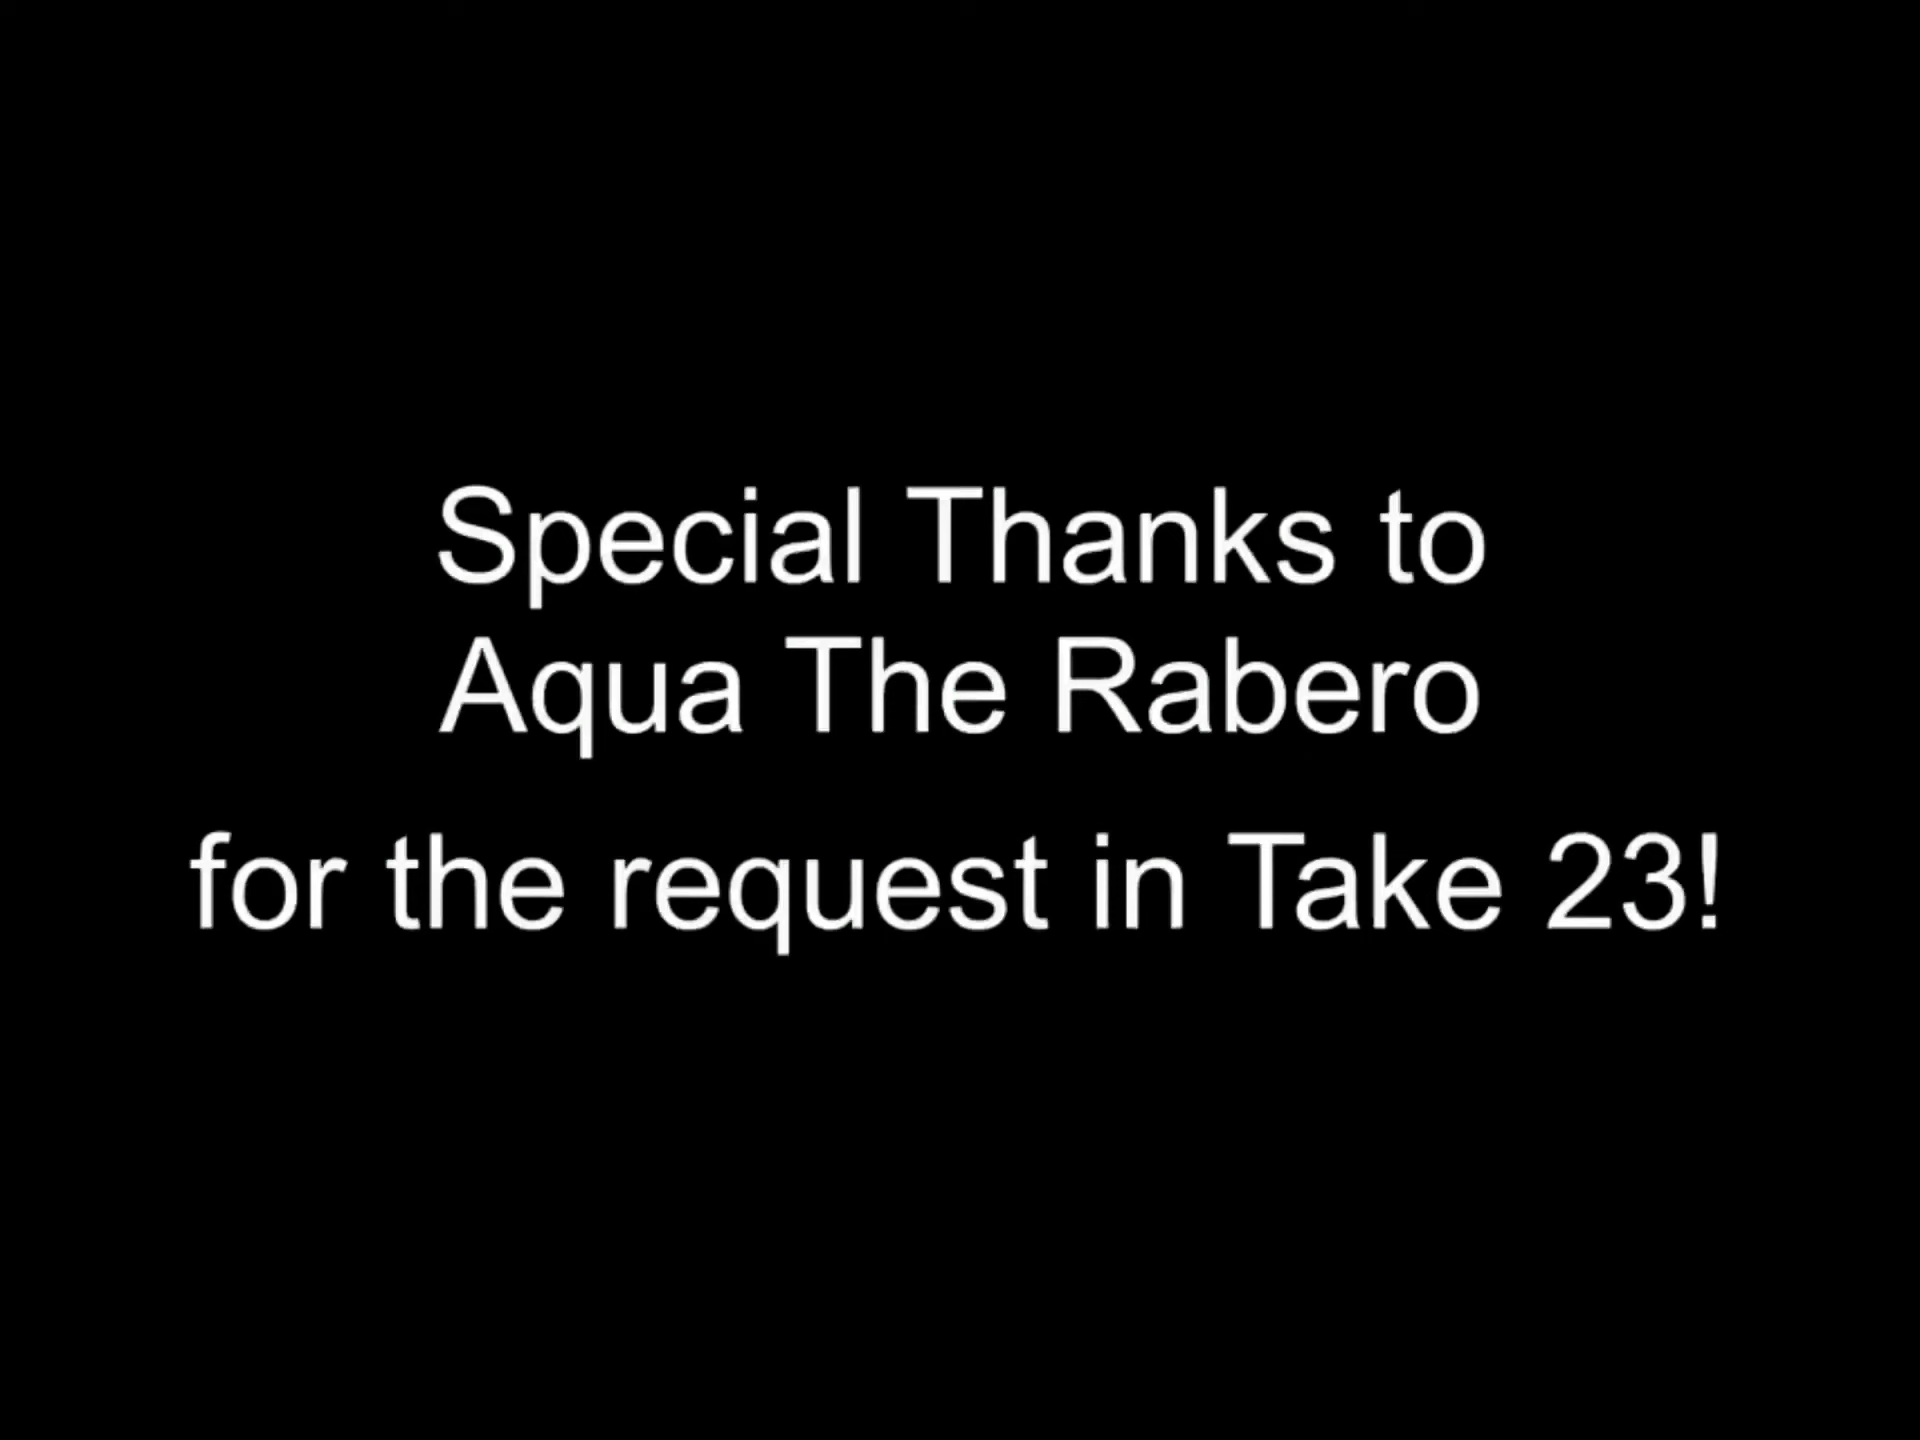 Special Thanks to
Aqua The Rabero
for the request in Take 23!